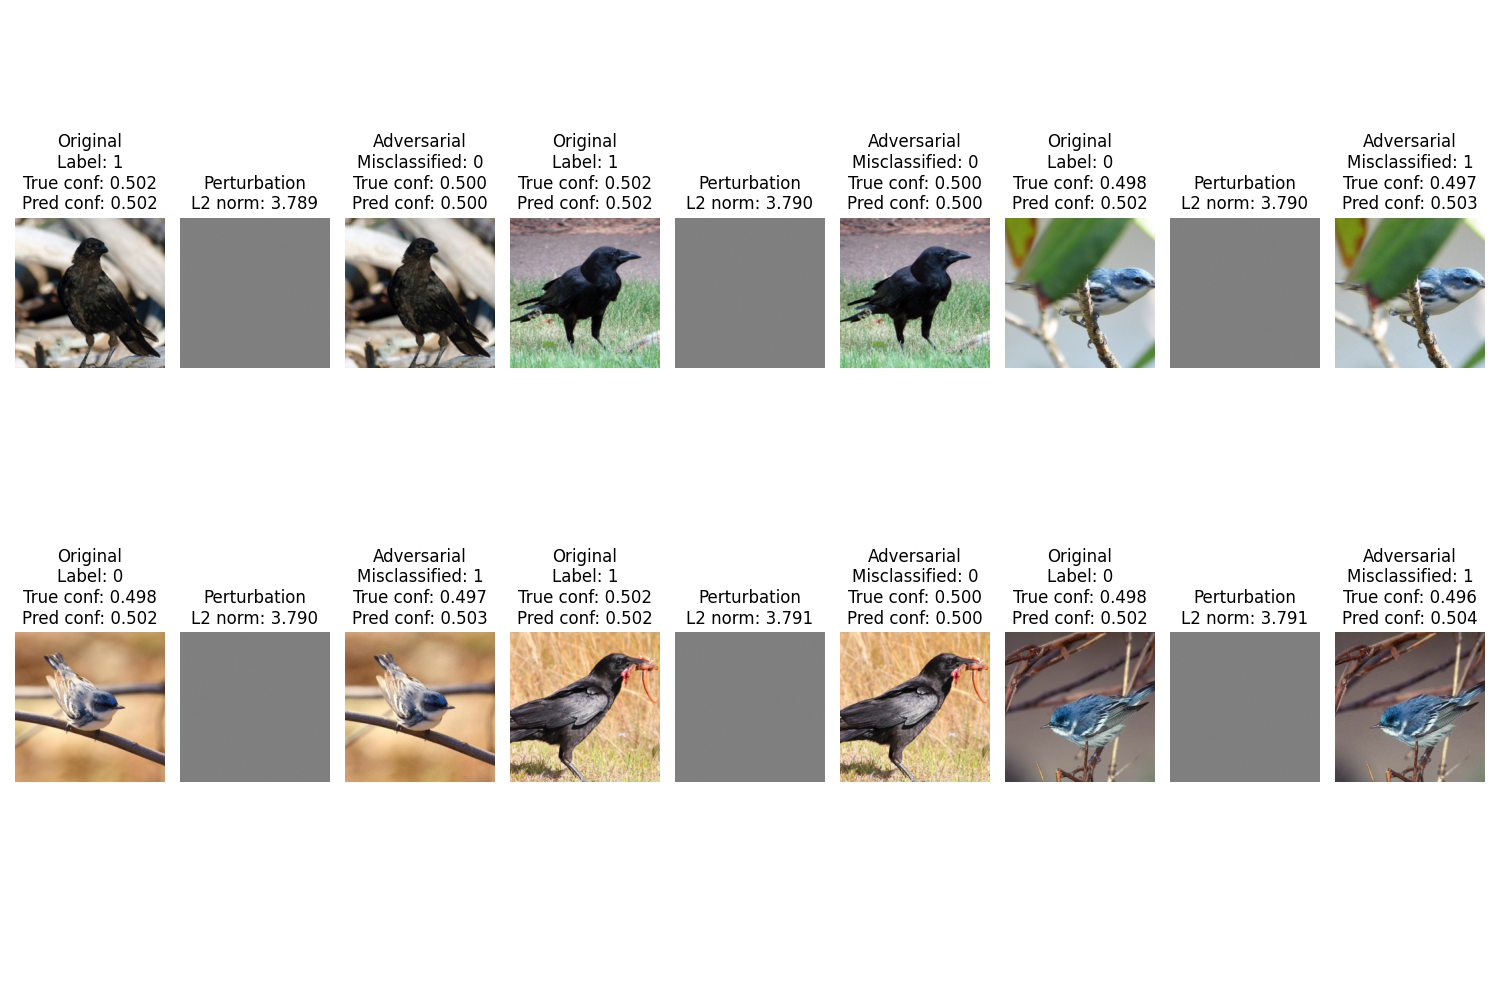 Original
Label: 1
True conf: 0.502
Pred conf: 0.502
Perturbation
L2 norm: 3.789
Adversarial
Misclassified: 0
True conf: 0.500
Pred conf: 0.500
Original
Label: 1
True conf: 0.502
Pred conf: 0.502
Perturbation
L2 norm: 3.790
Adversarial
Misclassified: 0
True conf: 0.500
Pred conf: 0.500
Original
Label: 0
True conf: 0.498
Pred conf: 0.502
Perturbation
L2 norm: 3.790
Adversarial
Misclassified: 1
True conf: 0.497
Pred conf: 0.503
Original
Label: 0
True conf: 0.498
Pred conf: 0.502
Perturbation
L2 norm: 3.790
Adversarial
Misclassified: 1
True conf: 0.497
Pred conf: 0.503
Original
Label: 1
True conf: 0.502
Pred conf: 0.502
Perturbation
L2 norm: 3.791
Adversarial
Misclassified: 0
True conf: 0.500
Pred conf: 0.500
Original
Label: 0
True conf: 0.498
Pred conf: 0.502
Perturbation
L2 norm: 3.791
Adversarial
Misclassified: 1
True conf: 0.496
Pred conf: 0.504